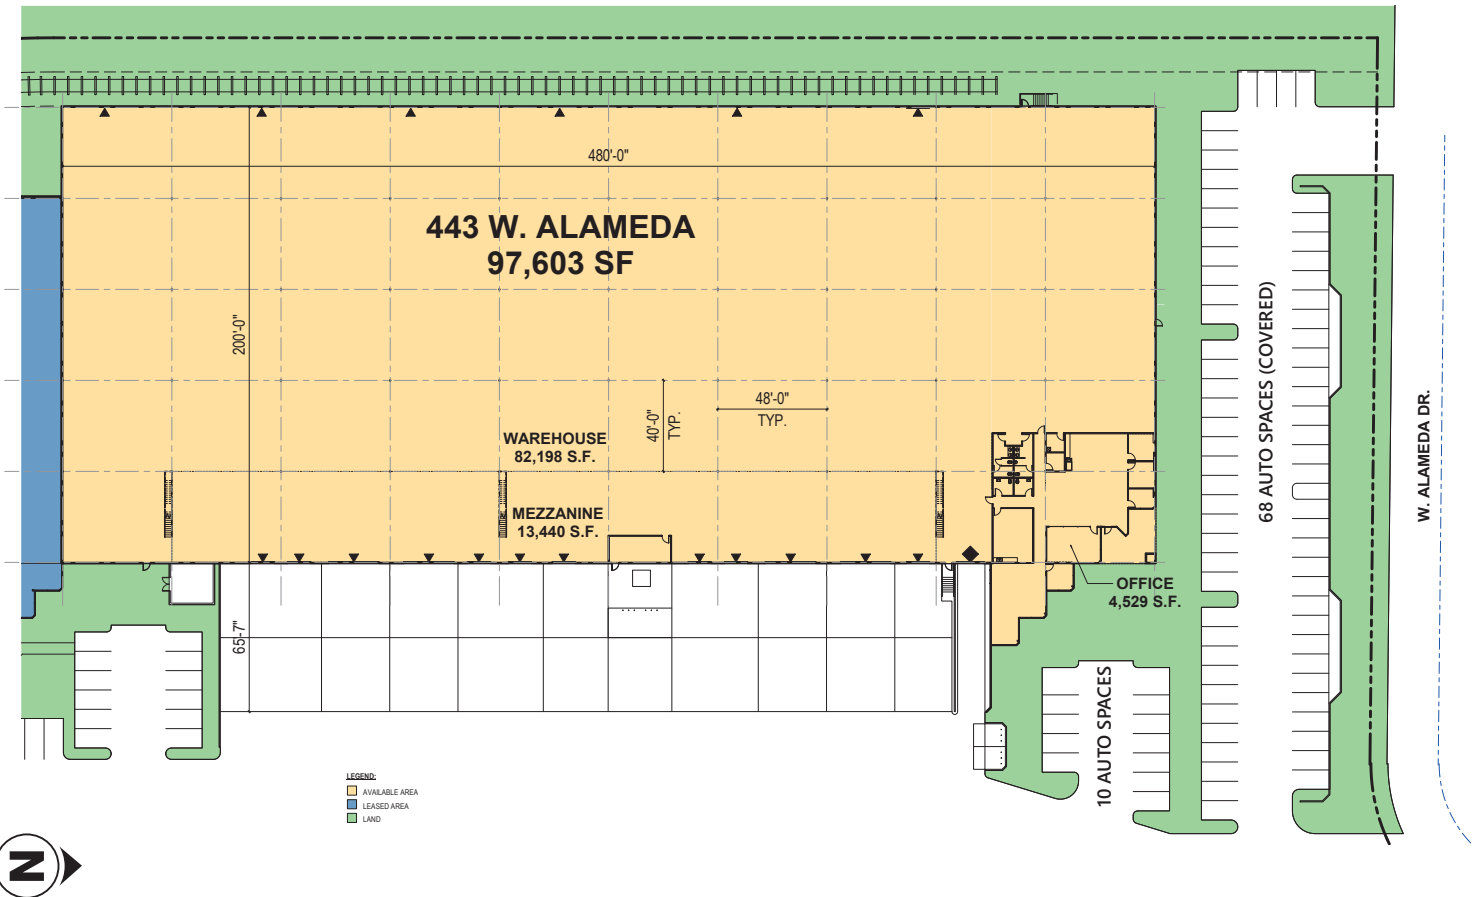 480'-0"
443 W. ALAMEDA
97,603 SF
200'-0"
40'-0"
TYP.
48'-0"
TYP.
WAREHOUSE
82,198 S.F.
MEZZANINE
13,440 S.F.
OFFICE
4,529 S.F.
65'-7"
10 AUTO SPACES
68 AUTO SPACES (COVERED)
W. ALAMEDA DR.
LEGEND:
AVAILABLE AREA
LEASED AREA
LAND
N